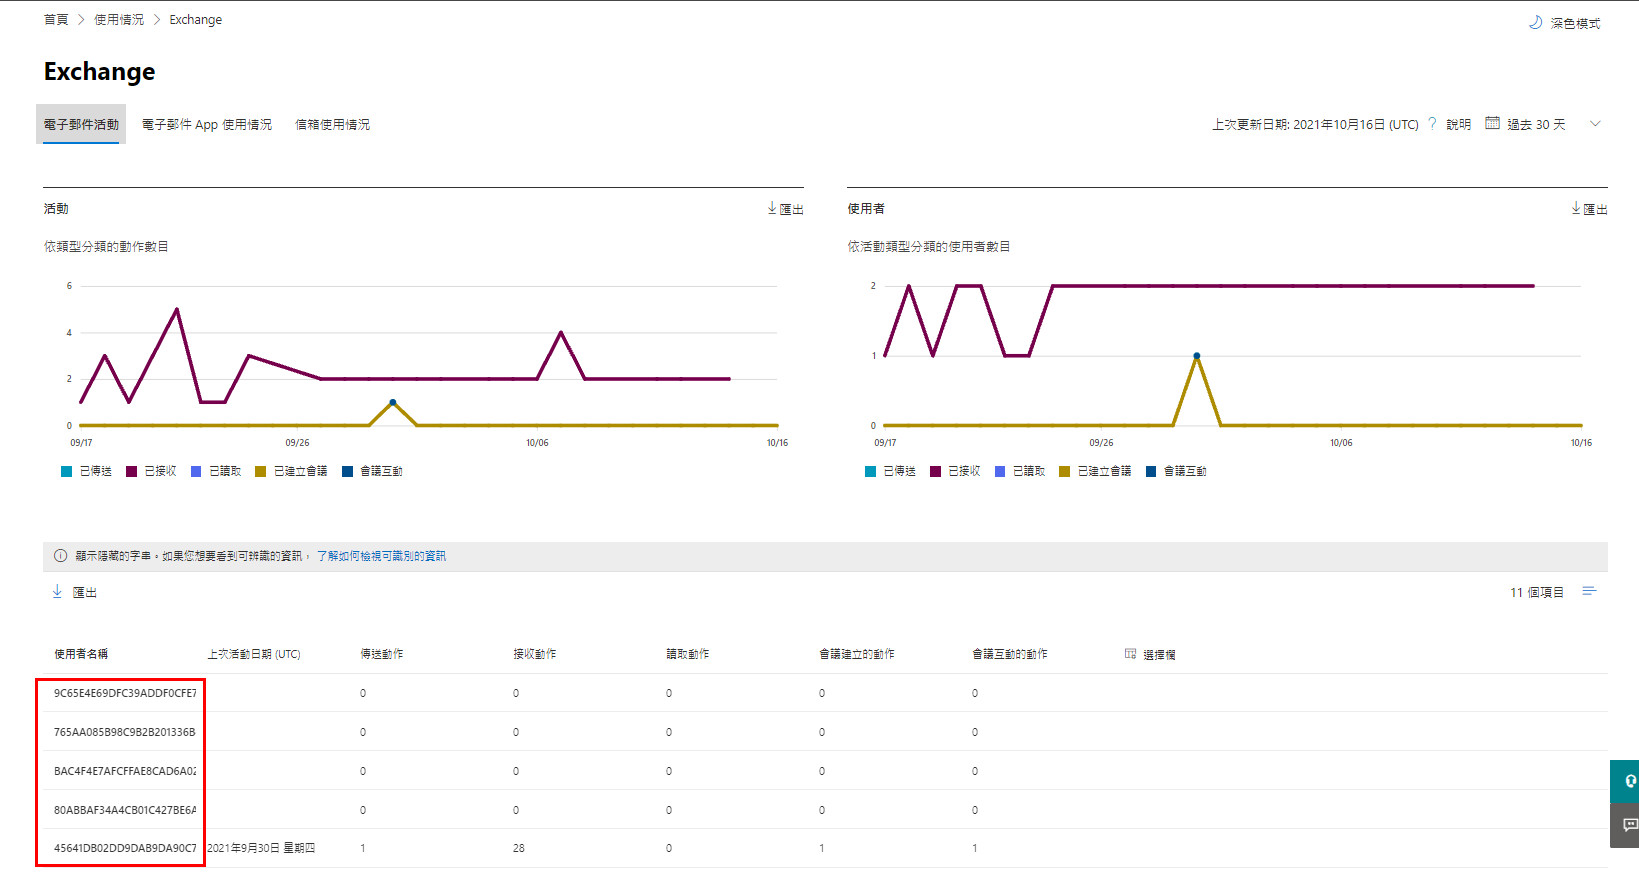 首頁 > 使用情況 > Exchange
深色模式
Exchange
電子郵件活動 電子郵件 App 使用情況 信箱使用情況
上次更新日期: 2021年10月16日 (UTC) ? 說明 過去 30 天
活動 匯出
依類型分類的動作數目
6
4
2
0
09/17 09/26 10/06 10/16
已傳送 已接收 已讀取 已建立會議 會議互動
使用者 匯出
依活動類型分類的使用者數目
2
1
0
09/17 09/26 10/06 10/16
已傳送 已接收 已讀取 已建立會議 會議互動
顯示隱藏的字串。如果您想要看到可辨識的資訊， 了解如何檢視可識別的資訊
匯出 11 個項目
使用者名稱 上次活動日期 (UTC) 傳送動作 接收動作 讀取動作 會議建立的動作 會議互動的動作 選擇欄
9C65E4E69DFC39ADDF0CFE7 0 0 0 0 0
765AA085B98C9B2B201336B 0 0 0 0 0
BAC4F4E7AFCFFAE8CAD6A02 0 0 0 0 0
80ABBAF34A4CB01C427BE6A 0 0 0 0 0
45641DB02DD9DAB9DA90C7 2021年9月30日 星期四 1 28 0 1 1